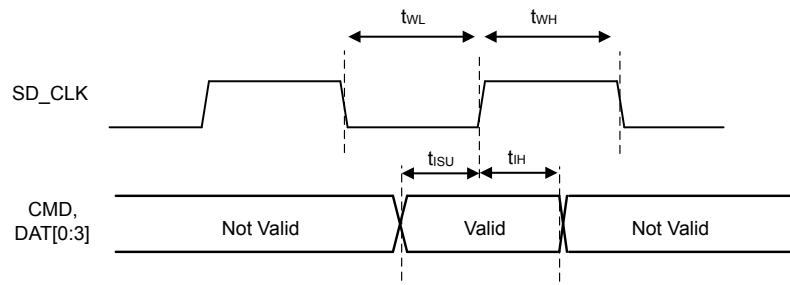 tWL tWH
SD_CLK
tISU tIH
CMD,
DAT[0:3]
Not Valid Valid Not Valid